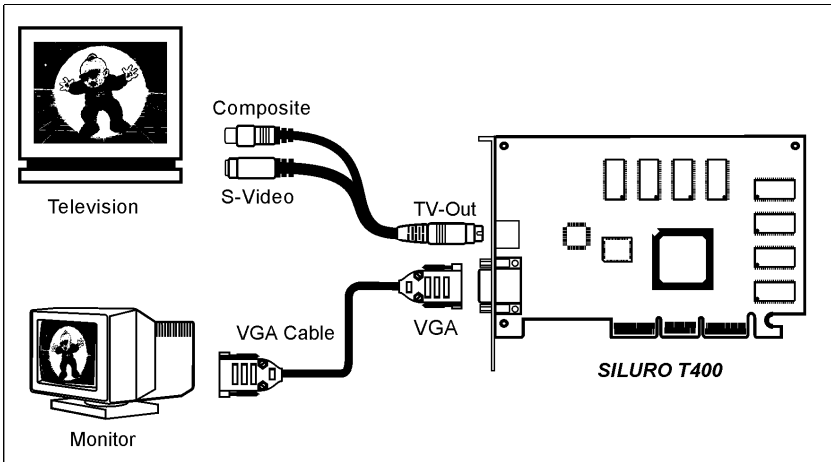 Composite
S-Video
TV-Out
Television
VGA Cable
VGA
SILURO T400
Monitor